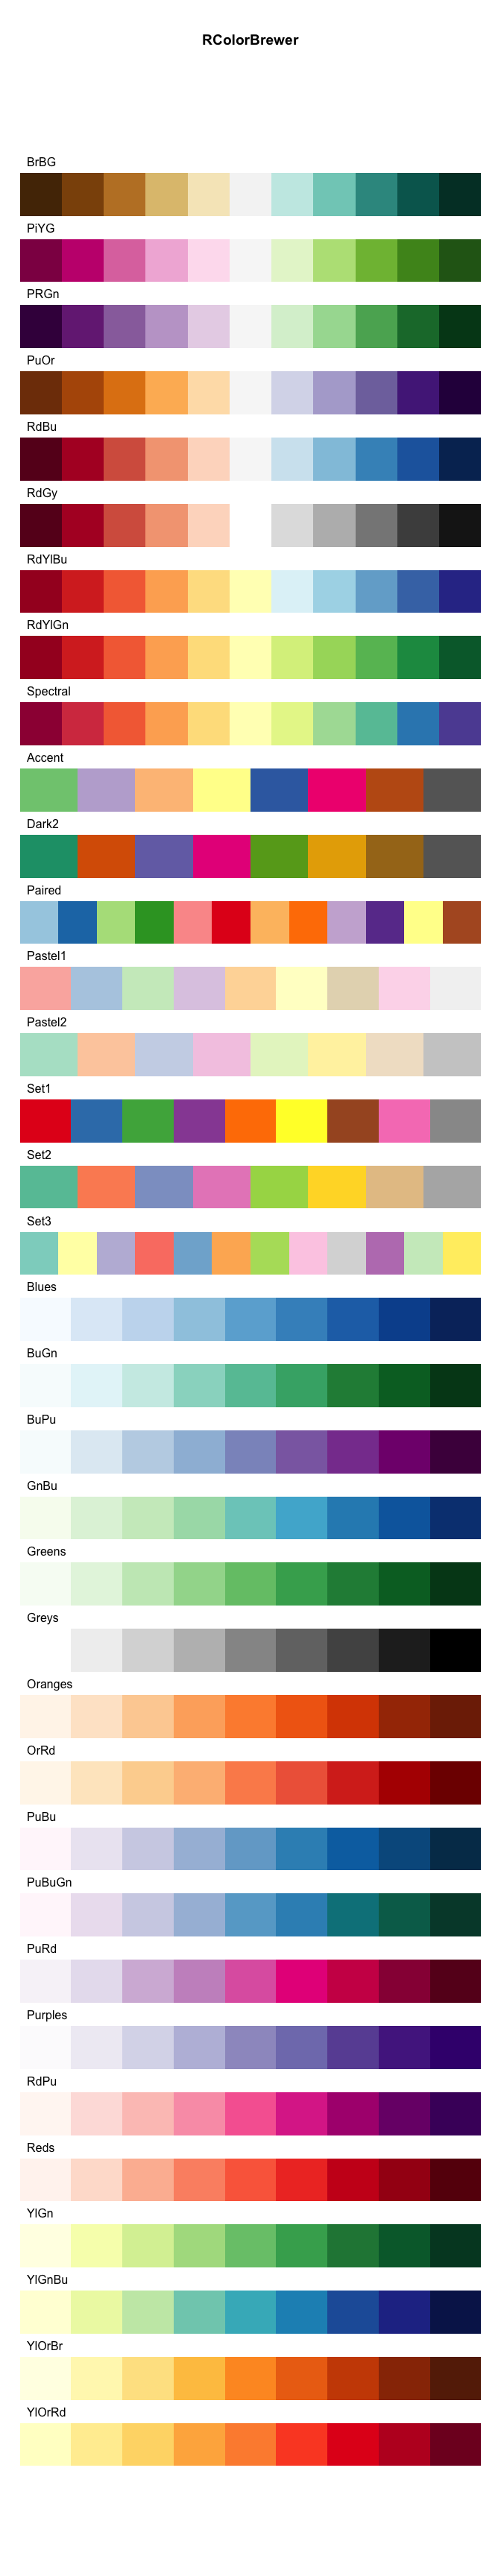 RColorBrewer
BrBG
PiYG
PRGn
PuOr
RdBu
RdGy
RdYlBu
RdYlGn
Spectral
Accent
Dark2
Paired
Pastel1
Pastel2
Set1
Set2
Set3
Blues
BuGn
BuPu
GnBu
Greens
Greys
Oranges
OrRd
PuBu
PuBuGn
PuRd
Purples
RdPu
Reds
YlGn
YlGnBu
YlOrBr
YlOrRd